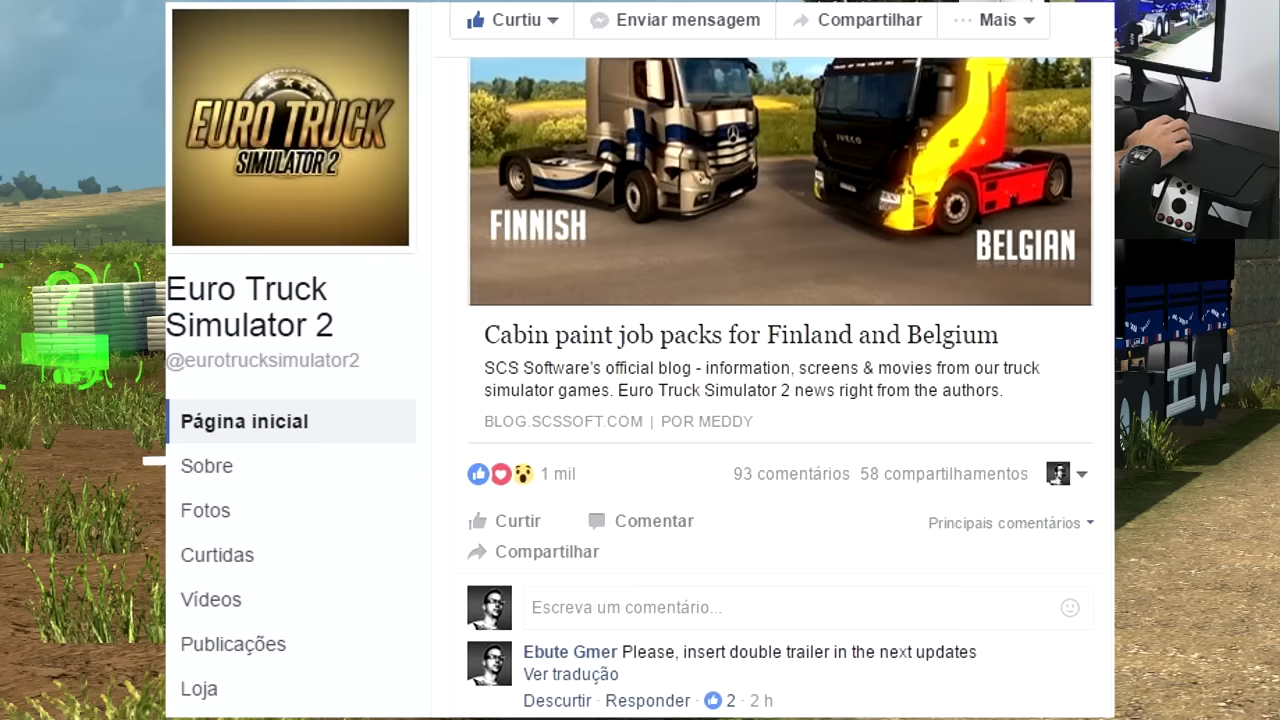 Curtiu
Enviar mensagem
Compartilhar
Mais
EURO TRUCK
SIMULATOR 2
IVECO
FINNISH
BELGIAN
Euro Truck
Simulator 2
@eurotrucksimulator2
Página inicial
Sobre
Fotos
Curtidas
Vídeos
Publicações
Loja
Cabin paint job packs for Finland and Belgium
SCS Software's official blog - information, screens & movies from our truck
simulator games. Euro Truck Simulator 2 news right from the authors.
BLOG.SCSSOFT.COM | POR MEDDY
1 mil
93 comentários 58 compartilhamentos
Curtir
Comentar
Principais comentários
Compartilhar
Escreva um comentário...
Ebute Gmer Please, insert double trailer in the next updates
Ver tradução
Descurtir · Responder · 2 · 2 h
?